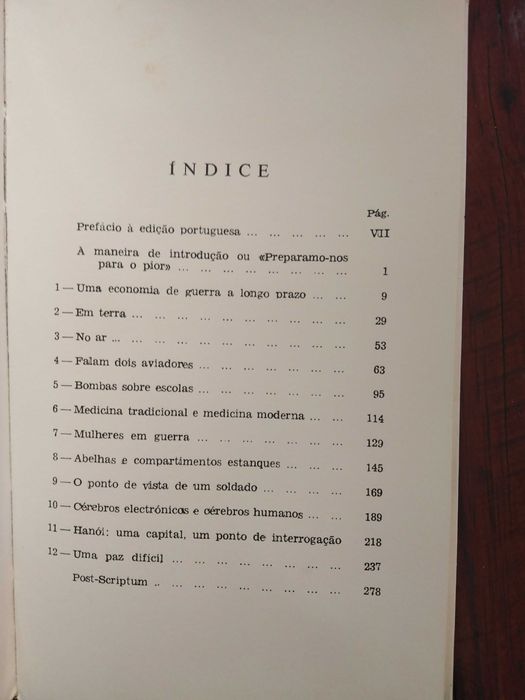 ÍNDICE
Pág.
Prefácio à edição portuguesa ... ... ... ... ... VII
À maneira de introdução ou «Preparamo-nos
para o pior» ... ... ... ... ... ... ... ... 1
1 — Uma economia de guerra a longo prazo ... ... 9
2 — Em terra ... ... ... ... ... ... ... ... ... 29
3 — No ar ... ... ... ... ... ... ... ... ... ... 53
4 — Falam dois aviadores ... ... ... ... ... ... 63
5 — Bombas sobre escolas ... ... ... ... ... ... 95
6 — Medicina tradicional e medicina moderna ... ... 114
7 — Mulheres em guerra ... ... ... ... ... ... 129
8 — Abelhas e compartimentos estanques ... ... ... 145
9 — O ponto de vista de um soldado ... ... ... ... 169
10 — Cérebros electrónicos e cérebros humanos ... ... 189
11 — Hanói: uma capital, um ponto de interrogação 218
12 — Uma paz difícil ... ... ... ... ... ... ... ... 237
Post-Scriptum .. ... ... ... ... ... ... ... ... 278